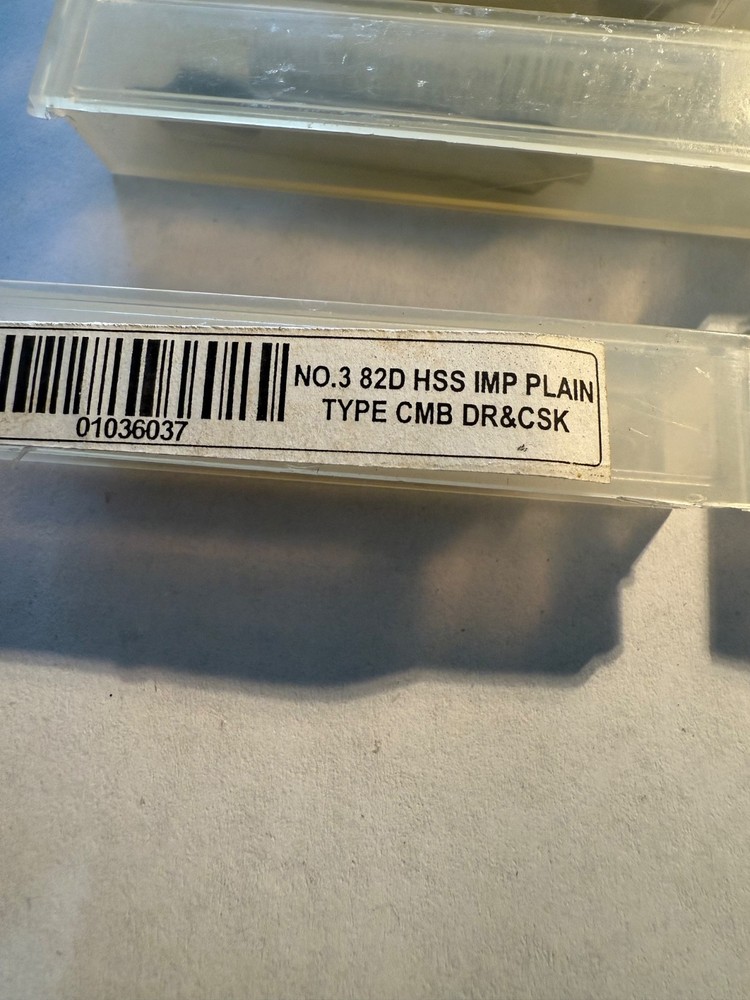 NO.3 82D HSS IMP PLAIN
TYPE CMB DR&CSK
01036037